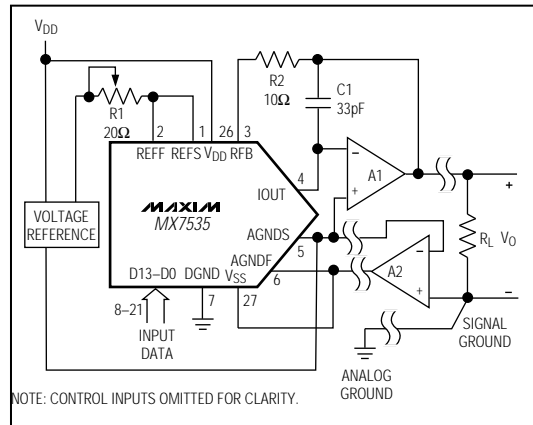 VDD
R1
20Ω
R2
10Ω
C1
33pF
2 1 26 3
REFF REFS VDD RFB
4
IOUT
A1
MAXIM
MX7535
VOLTAGE
REFERENCE
AGNDS
5
AGNDF
6
A2
RL VO
+
–
D13–D0 DGND VSS
8–21
7
27
INPUT
DATA
SIGNAL
GROUND
ANALOG
GROUND
NOTE: CONTROL INPUTS OMITTED FOR CLARITY.